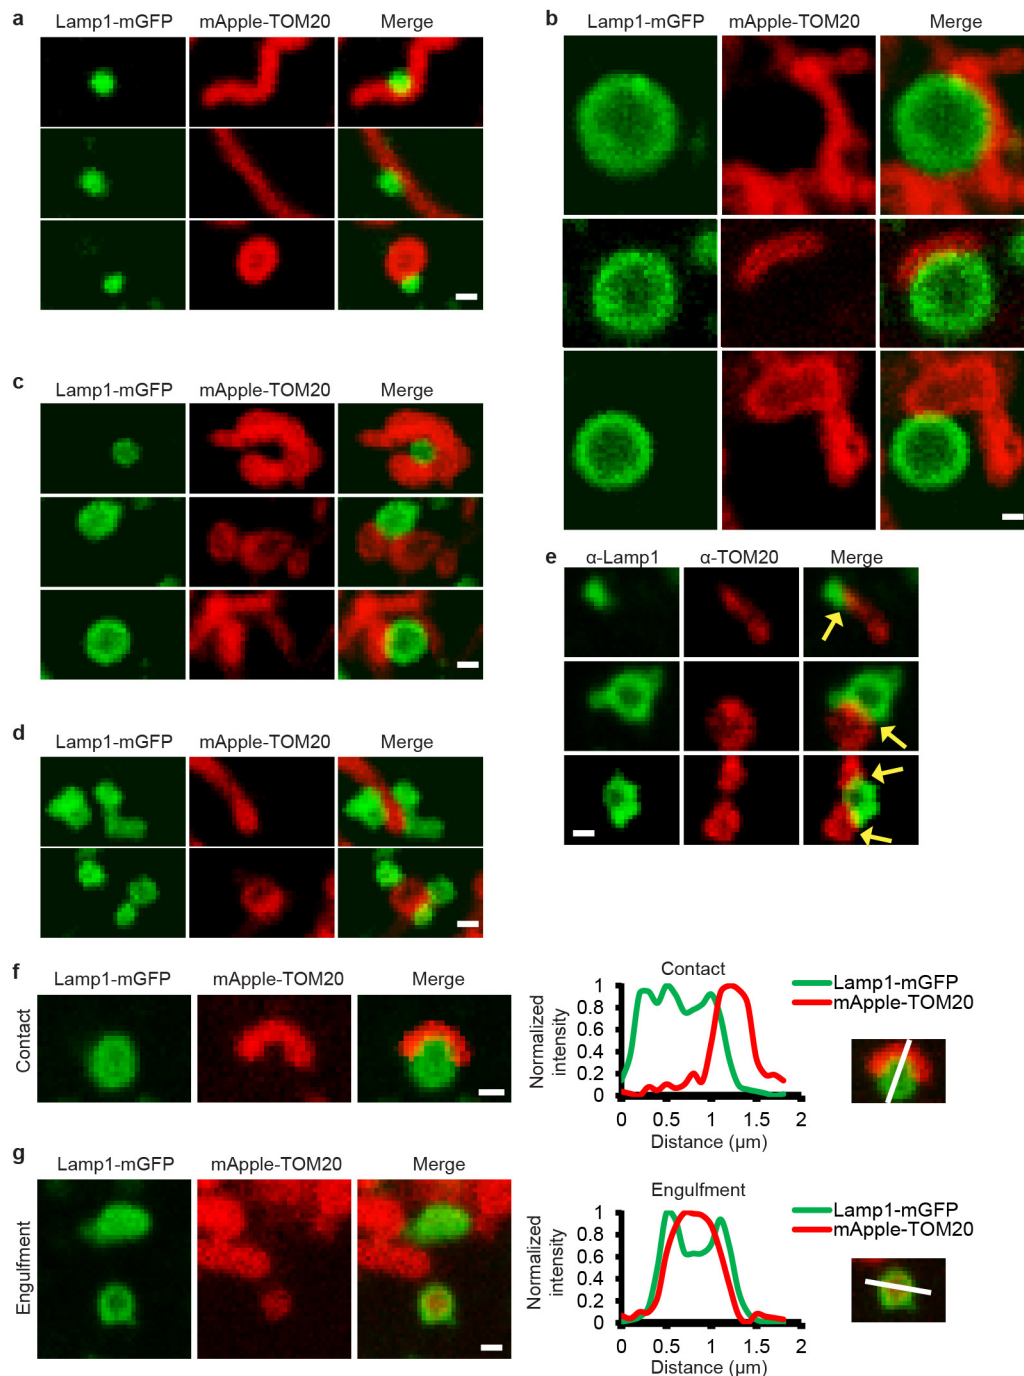 a
Lamp1-mGFP mApple-TOM20 Merge
b
Lamp1-mGFP mApple-TOM20 Merge
c
Lamp1-mGFP mApple-TOM20 Merge
d
Lamp1-mGFP mApple-TOM20 Merge
e
α-Lamp1 α-TOM20 Merge
f
Lamp1-mGFP mApple-TOM20 Merge
Contact
Contact
Lamp1-mGFP
mApple-TOM20
Normalized
intensity
1
0.8
0.6
0.4
0.2
0
0 0.5 1 1.5 2
Distance (µm)
g
Lamp1-mGFP mApple-TOM20 Merge
Engulfment
Engulfment
Lamp1-mGFP
mApple-TOM20
Normalized
intensity
1
0.8
0.6
0.4
0.2
0
0 0.5 1 1.5 2
Distance (µm)